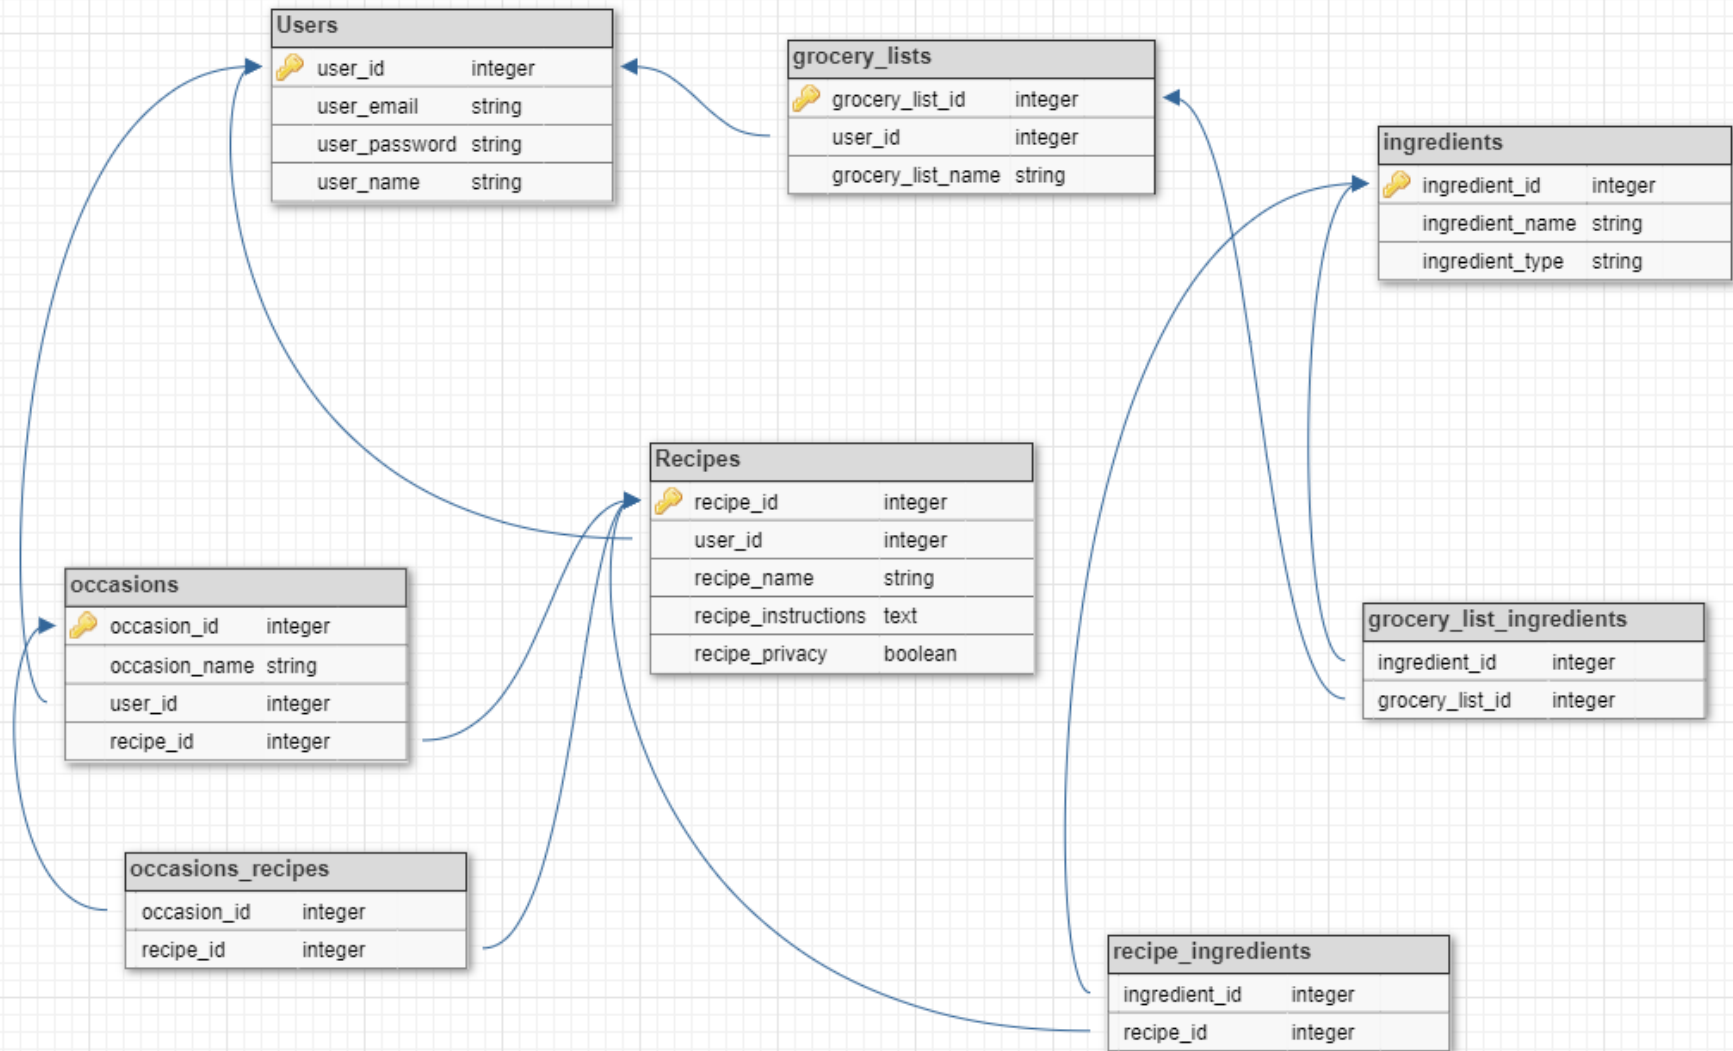 Users
user_id integer
user_email string
user_password string
user_name string
grocery_lists
grocery_list_id integer
user_id integer
grocery_list_name string
ingredients
ingredient_id integer
ingredient_name string
ingredient_type string
Recipes
recipe_id integer
user_id integer
recipe_name string
recipe_instructions text
recipe_privacy boolean
occasions
occasion_id integer
occasion_name string
user_id integer
recipe_id integer
grocery_list_ingredients
ingredient_id integer
grocery_list_id integer
occasions_recipes
occasion_id integer
recipe_id integer
recipe_ingredients
ingredient_id integer
recipe_id integer